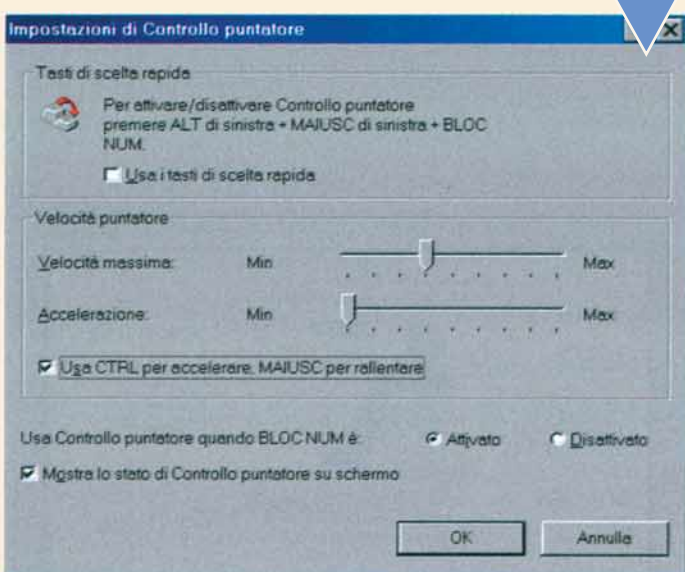 Impostazioni di Controllo puntatore
Tasti di scelta rapida
Per attivare/disattivare Controllo puntatore
premere ALT di sinistra + MAIUSC di sinistra + BLOC
NUM.
Usa i tasti di scelta rapida
Velocità puntatore
Velocità massima: Min Max
Accelerazione: Min Max
Usa CTRL per accelerare, MAIUSC per rallentare
Usa Controllo puntatore quando BLOC NUM è: Attivato Disattivato
Mostra lo stato di Controllo puntatore su schermo
OK Annulla